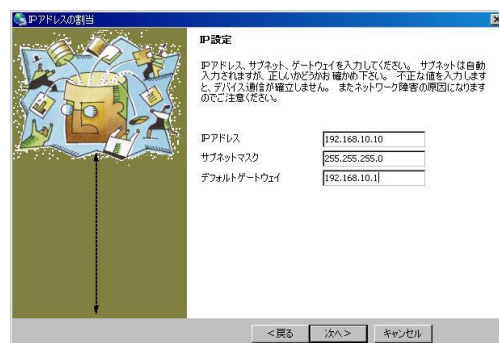 IPアドレスの割当
IP設定
IPアドレス、サブネット、ゲートウェイを入力してください。 サブネットは自動
入力されますが、正しいかどうかお確かめ下さい。 不正な値を入力します
と、デバイス通信が確立しません。 またネットワーク障害の原因になります
のでご注意ください。
IPアドレス 192.168.10.10
サブネットマスク 255.255.255.0
デフォルトゲートウェイ 192.168.10.1
<戻る 次へ> キャンセル